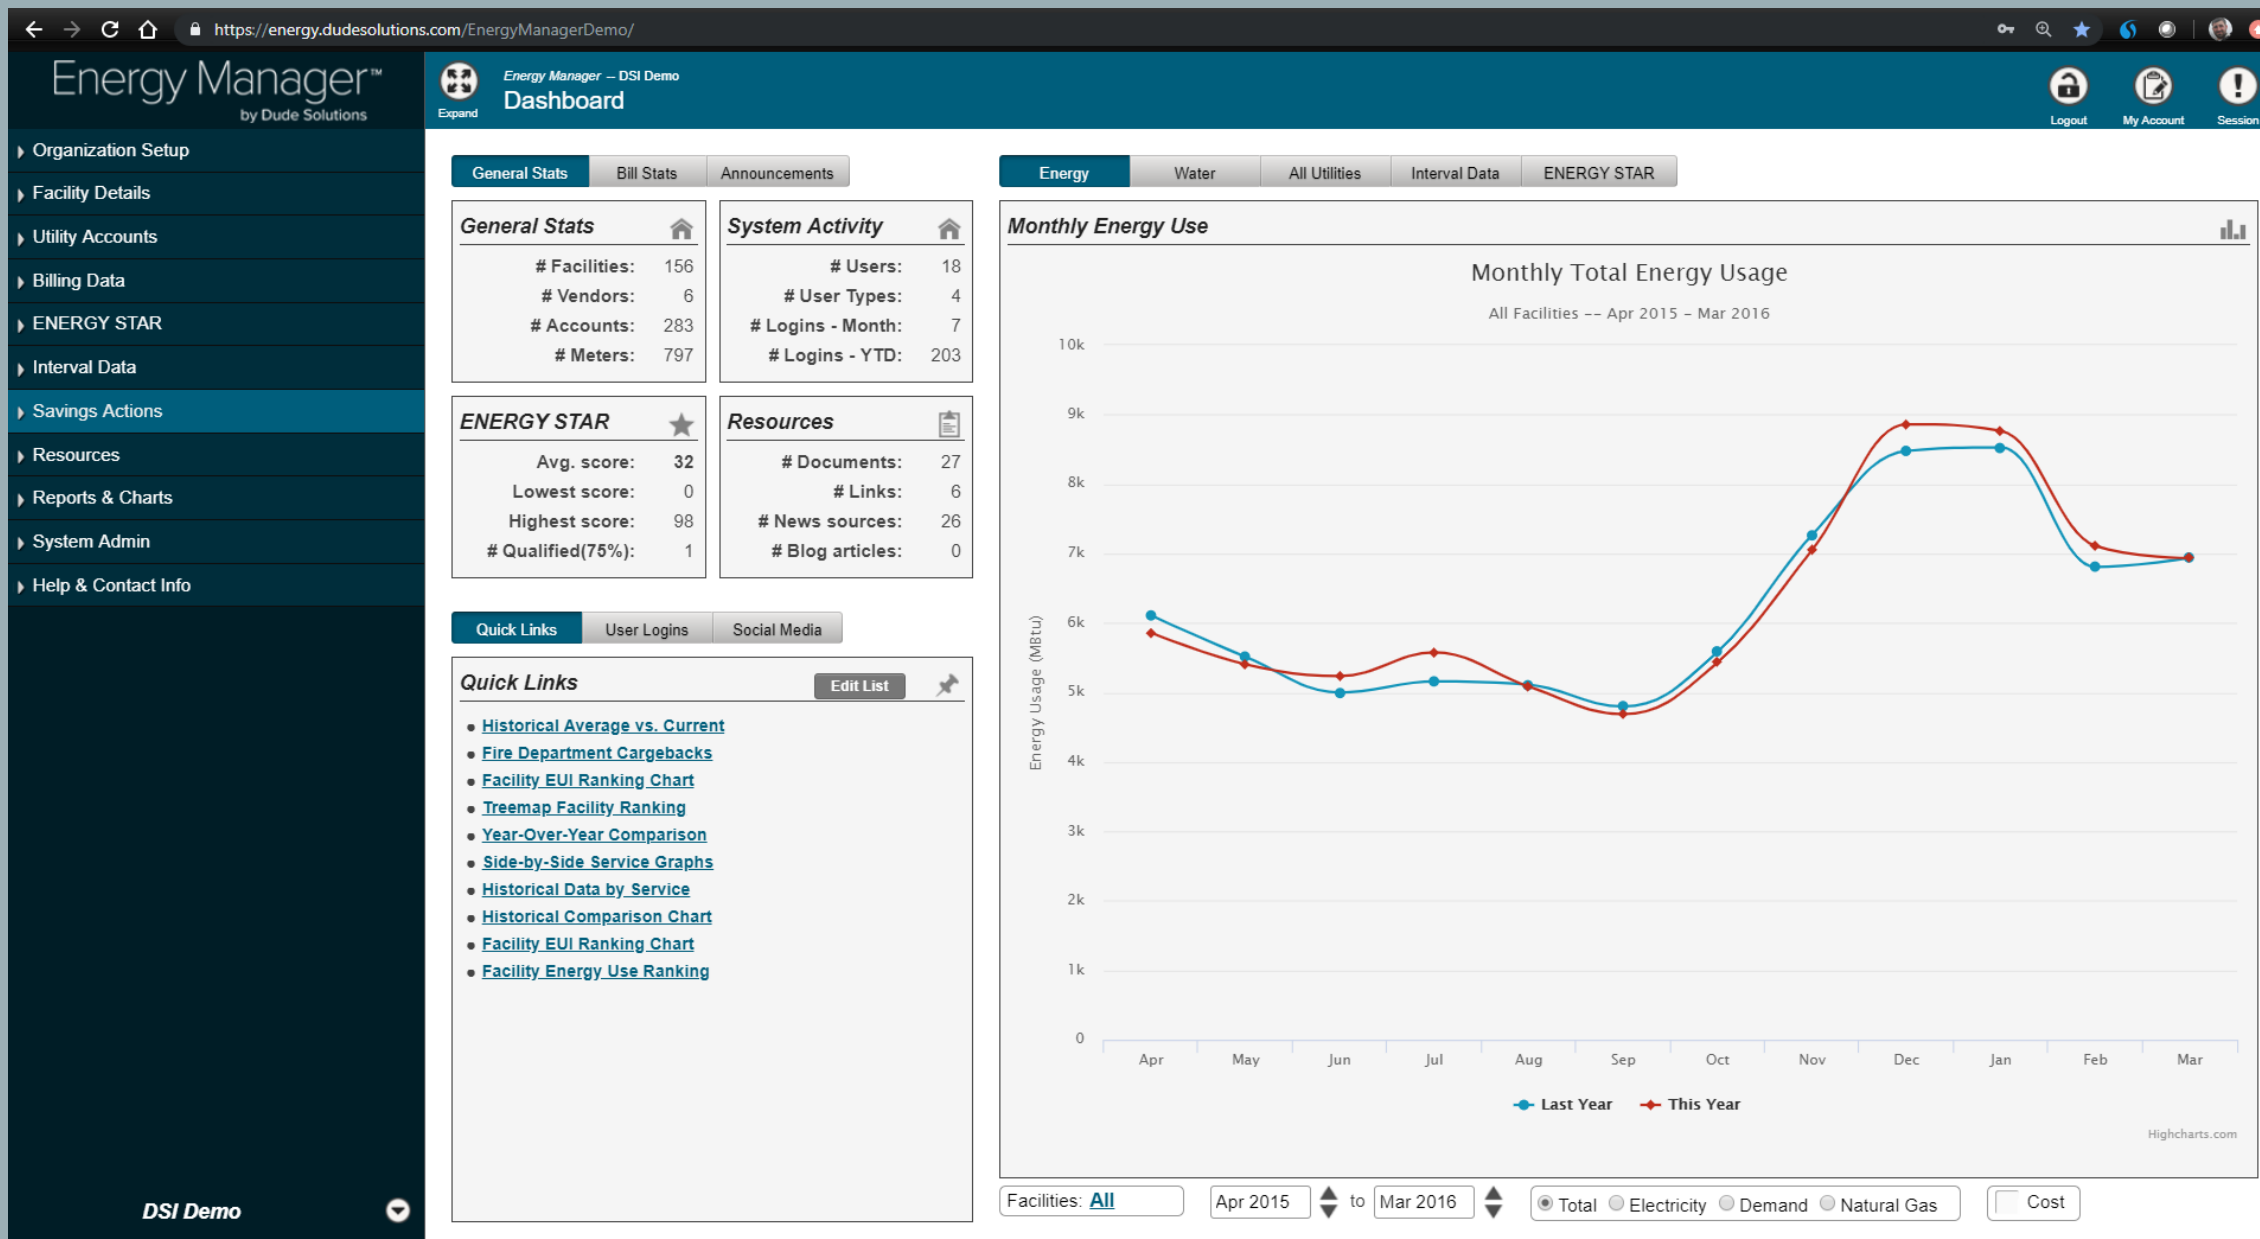 https://energy.dudesolutions.com/EnergyManagerDemo/
Energy Manager™
by Dude Solutions
Expand
Energy Manager – DSI Demo
Dashboard
Logout
My Account
Session
Organization Setup
Facility Details
Utility Accounts
Billing Data
ENERGY STAR
Interval Data
Savings Actions
Resources
Reports & Charts
System Admin
Help & Contact Info
DSI Demo
General Stats Bill Stats Announcements
General Stats
# Facilities: 156
# Vendors: 6
# Accounts: 283
# Meters: 797
System Activity
# Users: 18
# User Types: 4
# Logins - Month: 7
# Logins - YTD: 203
ENERGY STAR
Avg. score: 32
Lowest score: 0
Highest score: 98
# Qualified(75%): 1
Resources
# Documents: 27
# Links: 6
# News sources: 26
# Blog articles: 0
Quick Links User Logins Social Media
Quick Links
Edit List
Historical Average vs. Current
Fire Department Cargebacks
Facility EUI Ranking Chart
Treemap Facility Ranking
Year-Over-Year Comparison
Side-by-Side Service Graphs
Historical Data by Service
Historical Comparison Chart
Facility EUI Ranking Chart
Facility Energy Use Ranking
Energy Water All Utilities Interval Data ENERGY STAR
Monthly Energy Use
Monthly Total Energy Usage
All Facilities -- Apr 2015 - Mar 2016
Energy Usage (MBtu)
10k
9k
8k
7k
6k
5k
4k
3k
2k
1k
0
Apr May Jun Jul Aug Sep Oct Nov Dec Jan Feb Mar
Last Year This Year
Highcharts.com
Facilities: All
Apr 2015 to Mar 2016
Total Electricity Demand Natural Gas
Cost